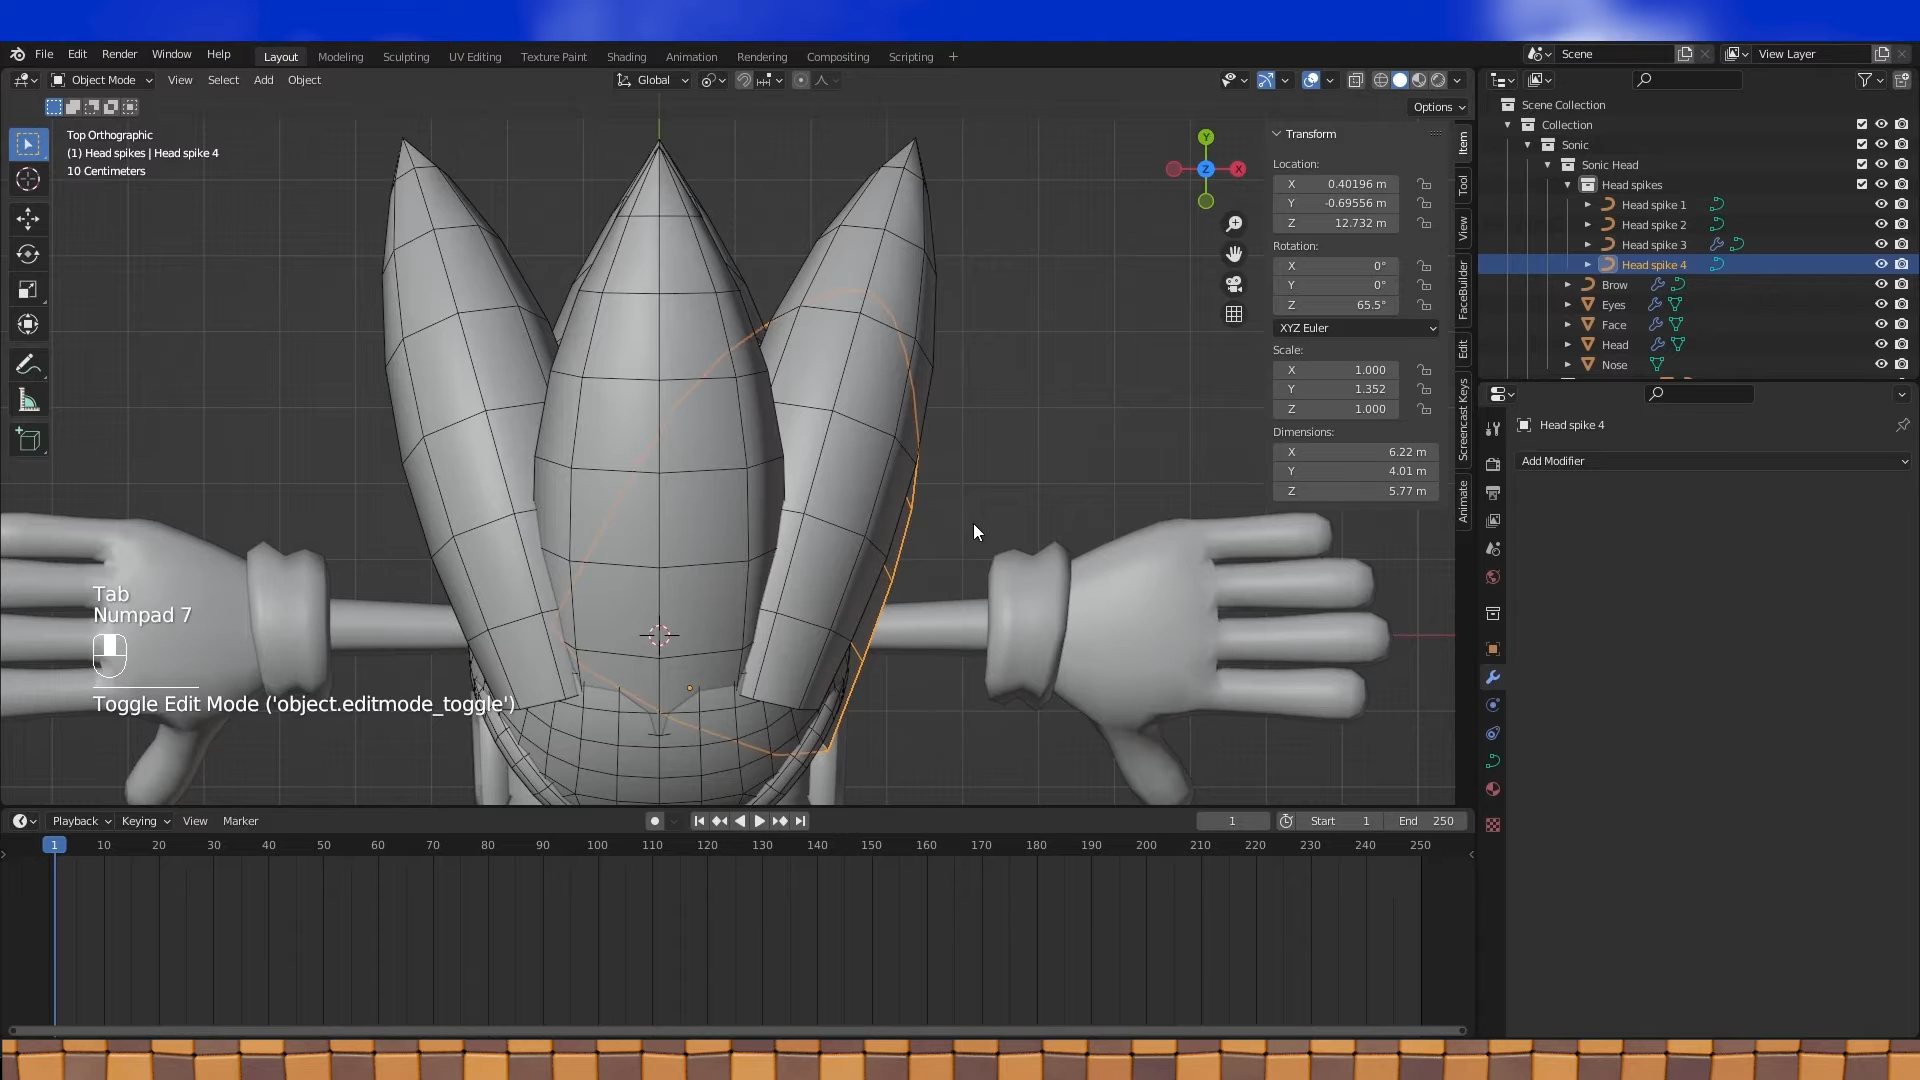 File Edit Render Window Help Layout Modeling Sculpting UV Editing Texture Paint Shading Animation Rendering Compositing Scripting + Scene View Layer
Object Mode View Select Add Object Global
Options
Top Orthographic
(1) Head spikes | Head spike 4
10 Centimeters
Y
X
Z
Transform
Location:
X 0.40196 m
Y -0.69556 m
Z 12.732 m
Rotation:
X 0°
Y 0°
Z 65.5°
XYZ Euler
Scale:
X 1.000
Y 1.352
Z 1.000
Dimensions:
X 6.22 m
Y 4.01 m
Z 5.77 m
Item
Tool
View
FaceBuilder
Edit
Screencast Keys
Animate
Scene Collection
Collection
Sonic
Sonic Head
Head spikes
Head spike 1
Head spike 2
Head spike 3
Head spike 4
Brow
Eyes
Face
Head
Nose
Head spike 4
Add Modifier
Tab
Numpad 7
Toggle Edit Mode ('object.editmode_toggle')
Playback Keying View Marker 1 Start 1 End 250
1 10 20 30 40 50 60 70 80 90 100 110 120 130 140 150 160 170 180 190 200 210 220 230 240 250